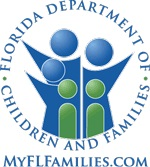 • FLORIDA DEPARTMENT OF •
CHILDREN AND FAMILIES
MYFLFAMILIES.COM